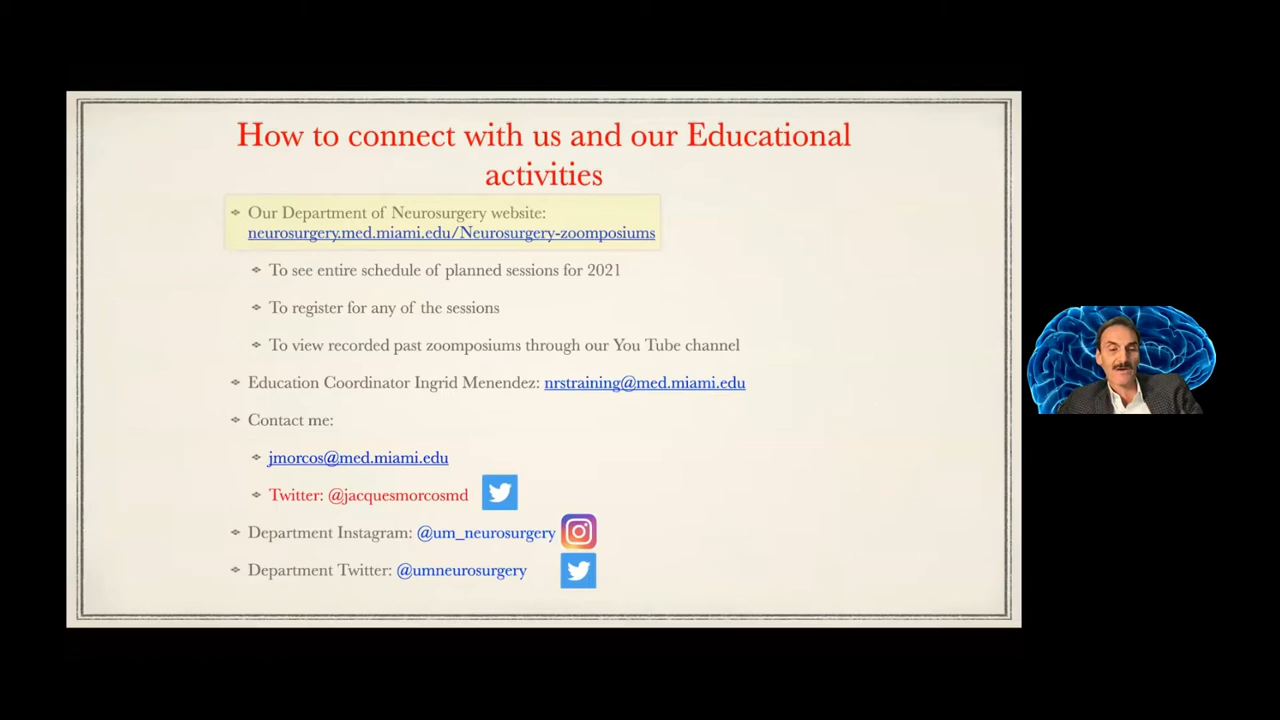 How to connect with us and our Educational
activities
Our Department of Neurosurgery website:
neurosurgery.med.miami.edu/Neurosurgery-zoomposiums
To see entire schedule of planned sessions for 2021
To register for any of the sessions
To view recorded past zoomposiums through our You Tube channel
Education Coordinator Ingrid Menendez: nrstraining@med.miami.edu
Contact me:
jmorcos@med.miami.edu
Twitter: @jacquesmorcosmd
Department Instagram: @um_neurosurgery
Department Twitter: @umneurosurgery